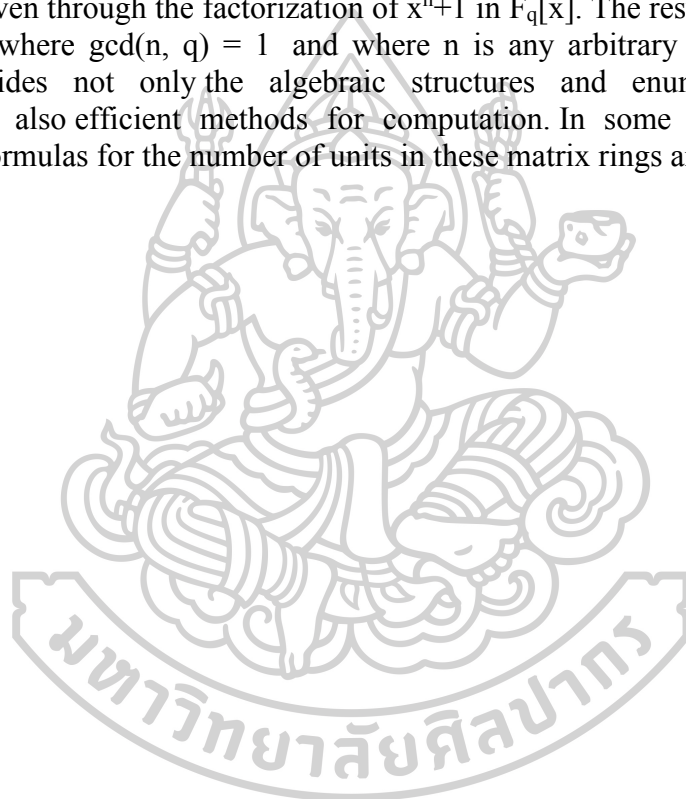 ven through the factorization of xⁿ+1 in F_q[x]. The res
where gcd(n, q) = 1 and where n is any arbitrary
ides not only the algebraic structures and enur
also efficient methods for computation. In some
ormulas for the number of units in these matrix rings a
มหาวิทยาลัยศิลปากร